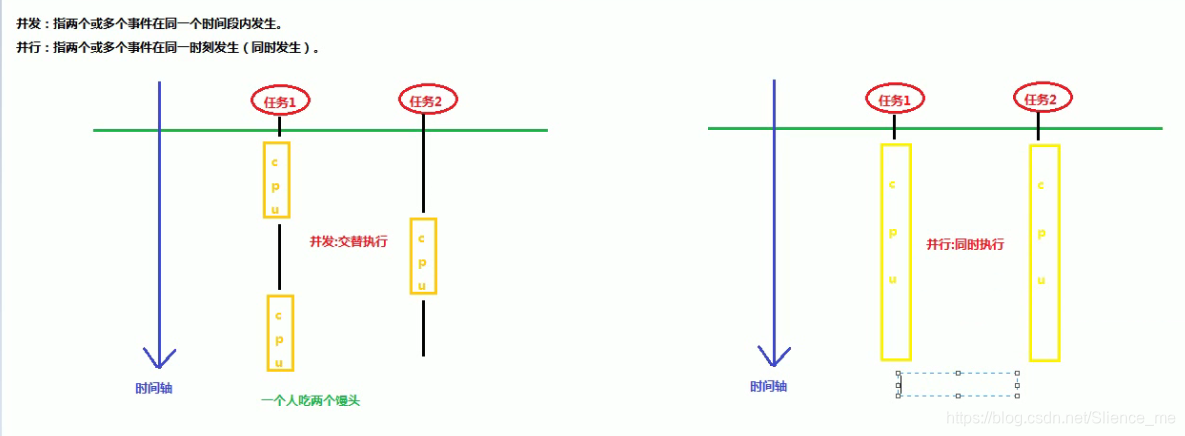 并发：指两个或多个事件在同一个时间段内发生。
并行：指两个或多个事件在同一时刻发生（同时发生）。
任务1
任务2
c
p
u
并发:交替执行
c
p
u
c
p
u
时间轴
一个人吃两个馒头
任务1
任务2
c
p
u
并行:同时执行
c
p
u
时间轴
https://blog.csdn.net/Slience_me